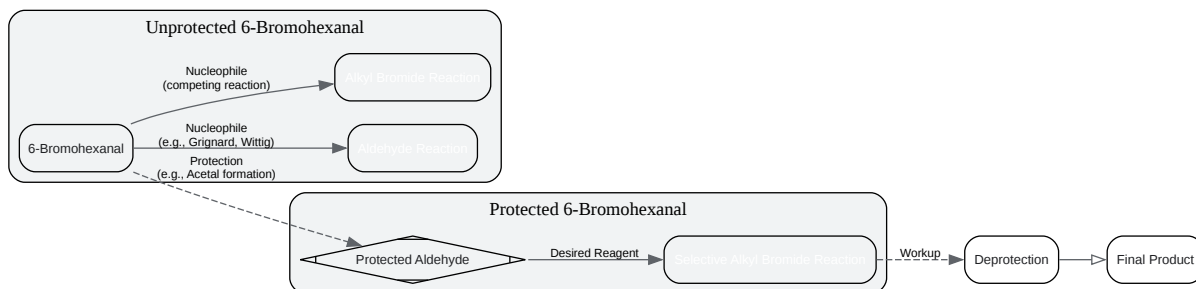 Unprotected 6-Bromohexanal
Nucleophile
(competing reaction)
Alkyl Bromide Reaction
6-Bromohexanal
Nucleophile
(e.g., Grignard, Wittig)
Aldehyde Reaction
Protection
(e.g., Acetal formation)
Protected 6-Bromohexanal
Protected Aldehyde
Desired Reagent
Selective Alkyl Bromide Reaction
Workup
Deprotection
Final Product